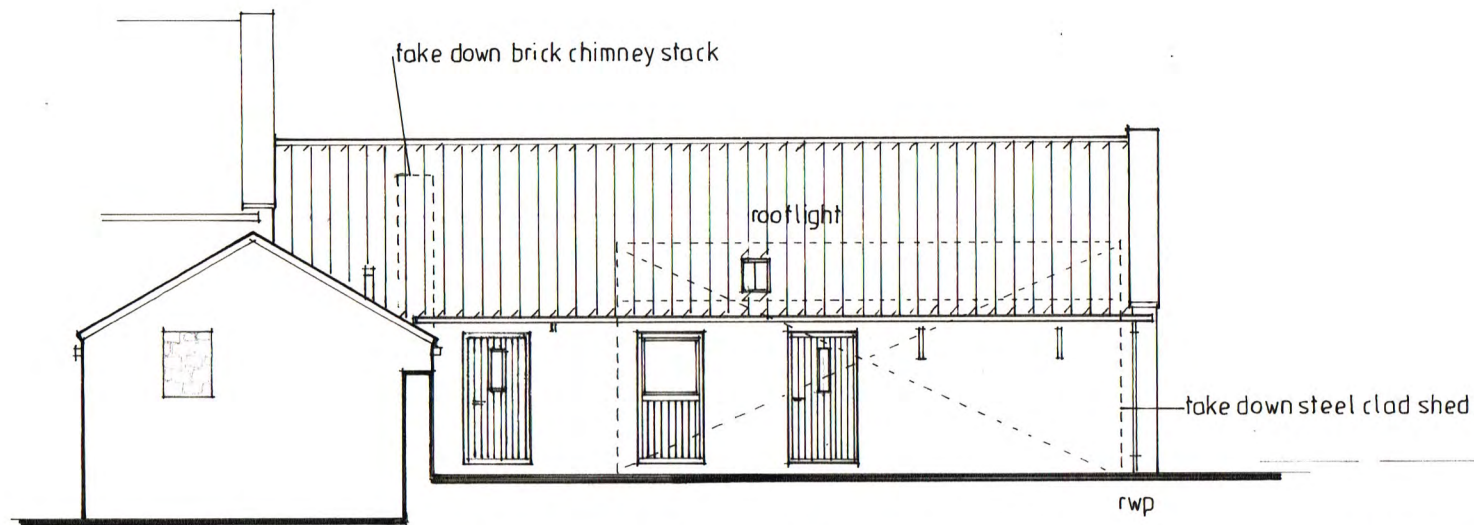 take down brick chimney stack
rooflight
take down steel clad shed
rwp